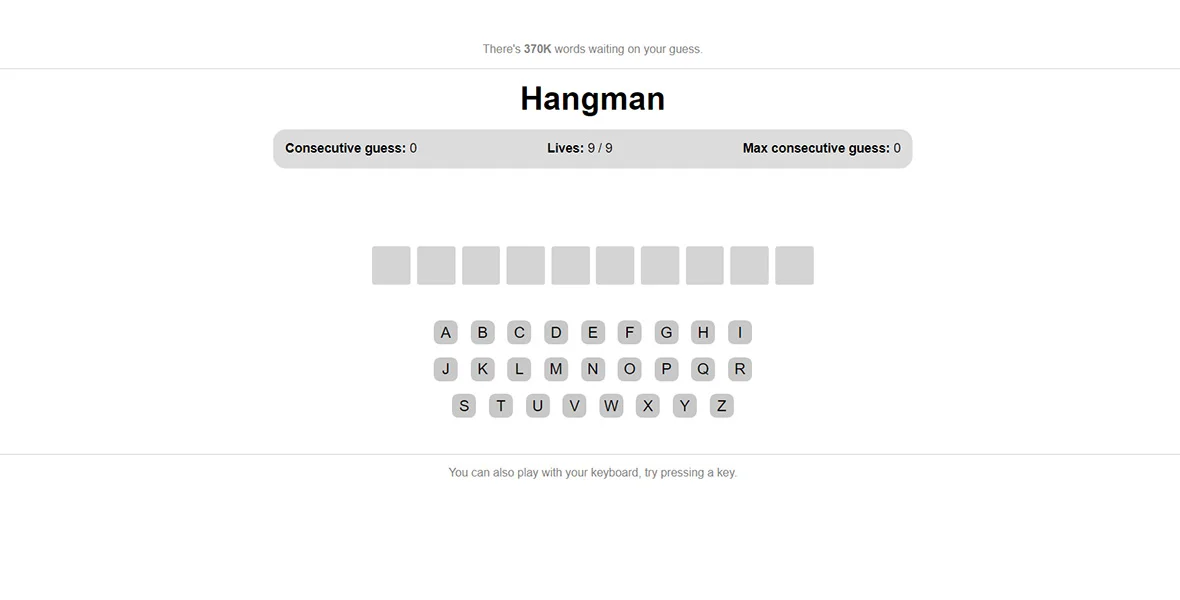 There's 370K words waiting on your guess.
Hangman
Consecutive guess: 0 Lives: 9 / 9 Max consecutive guess: 0
A B C D E F G H I
J K L M N O P Q R
S T U V W X Y Z
You can also play with your keyboard, try pressing a key.